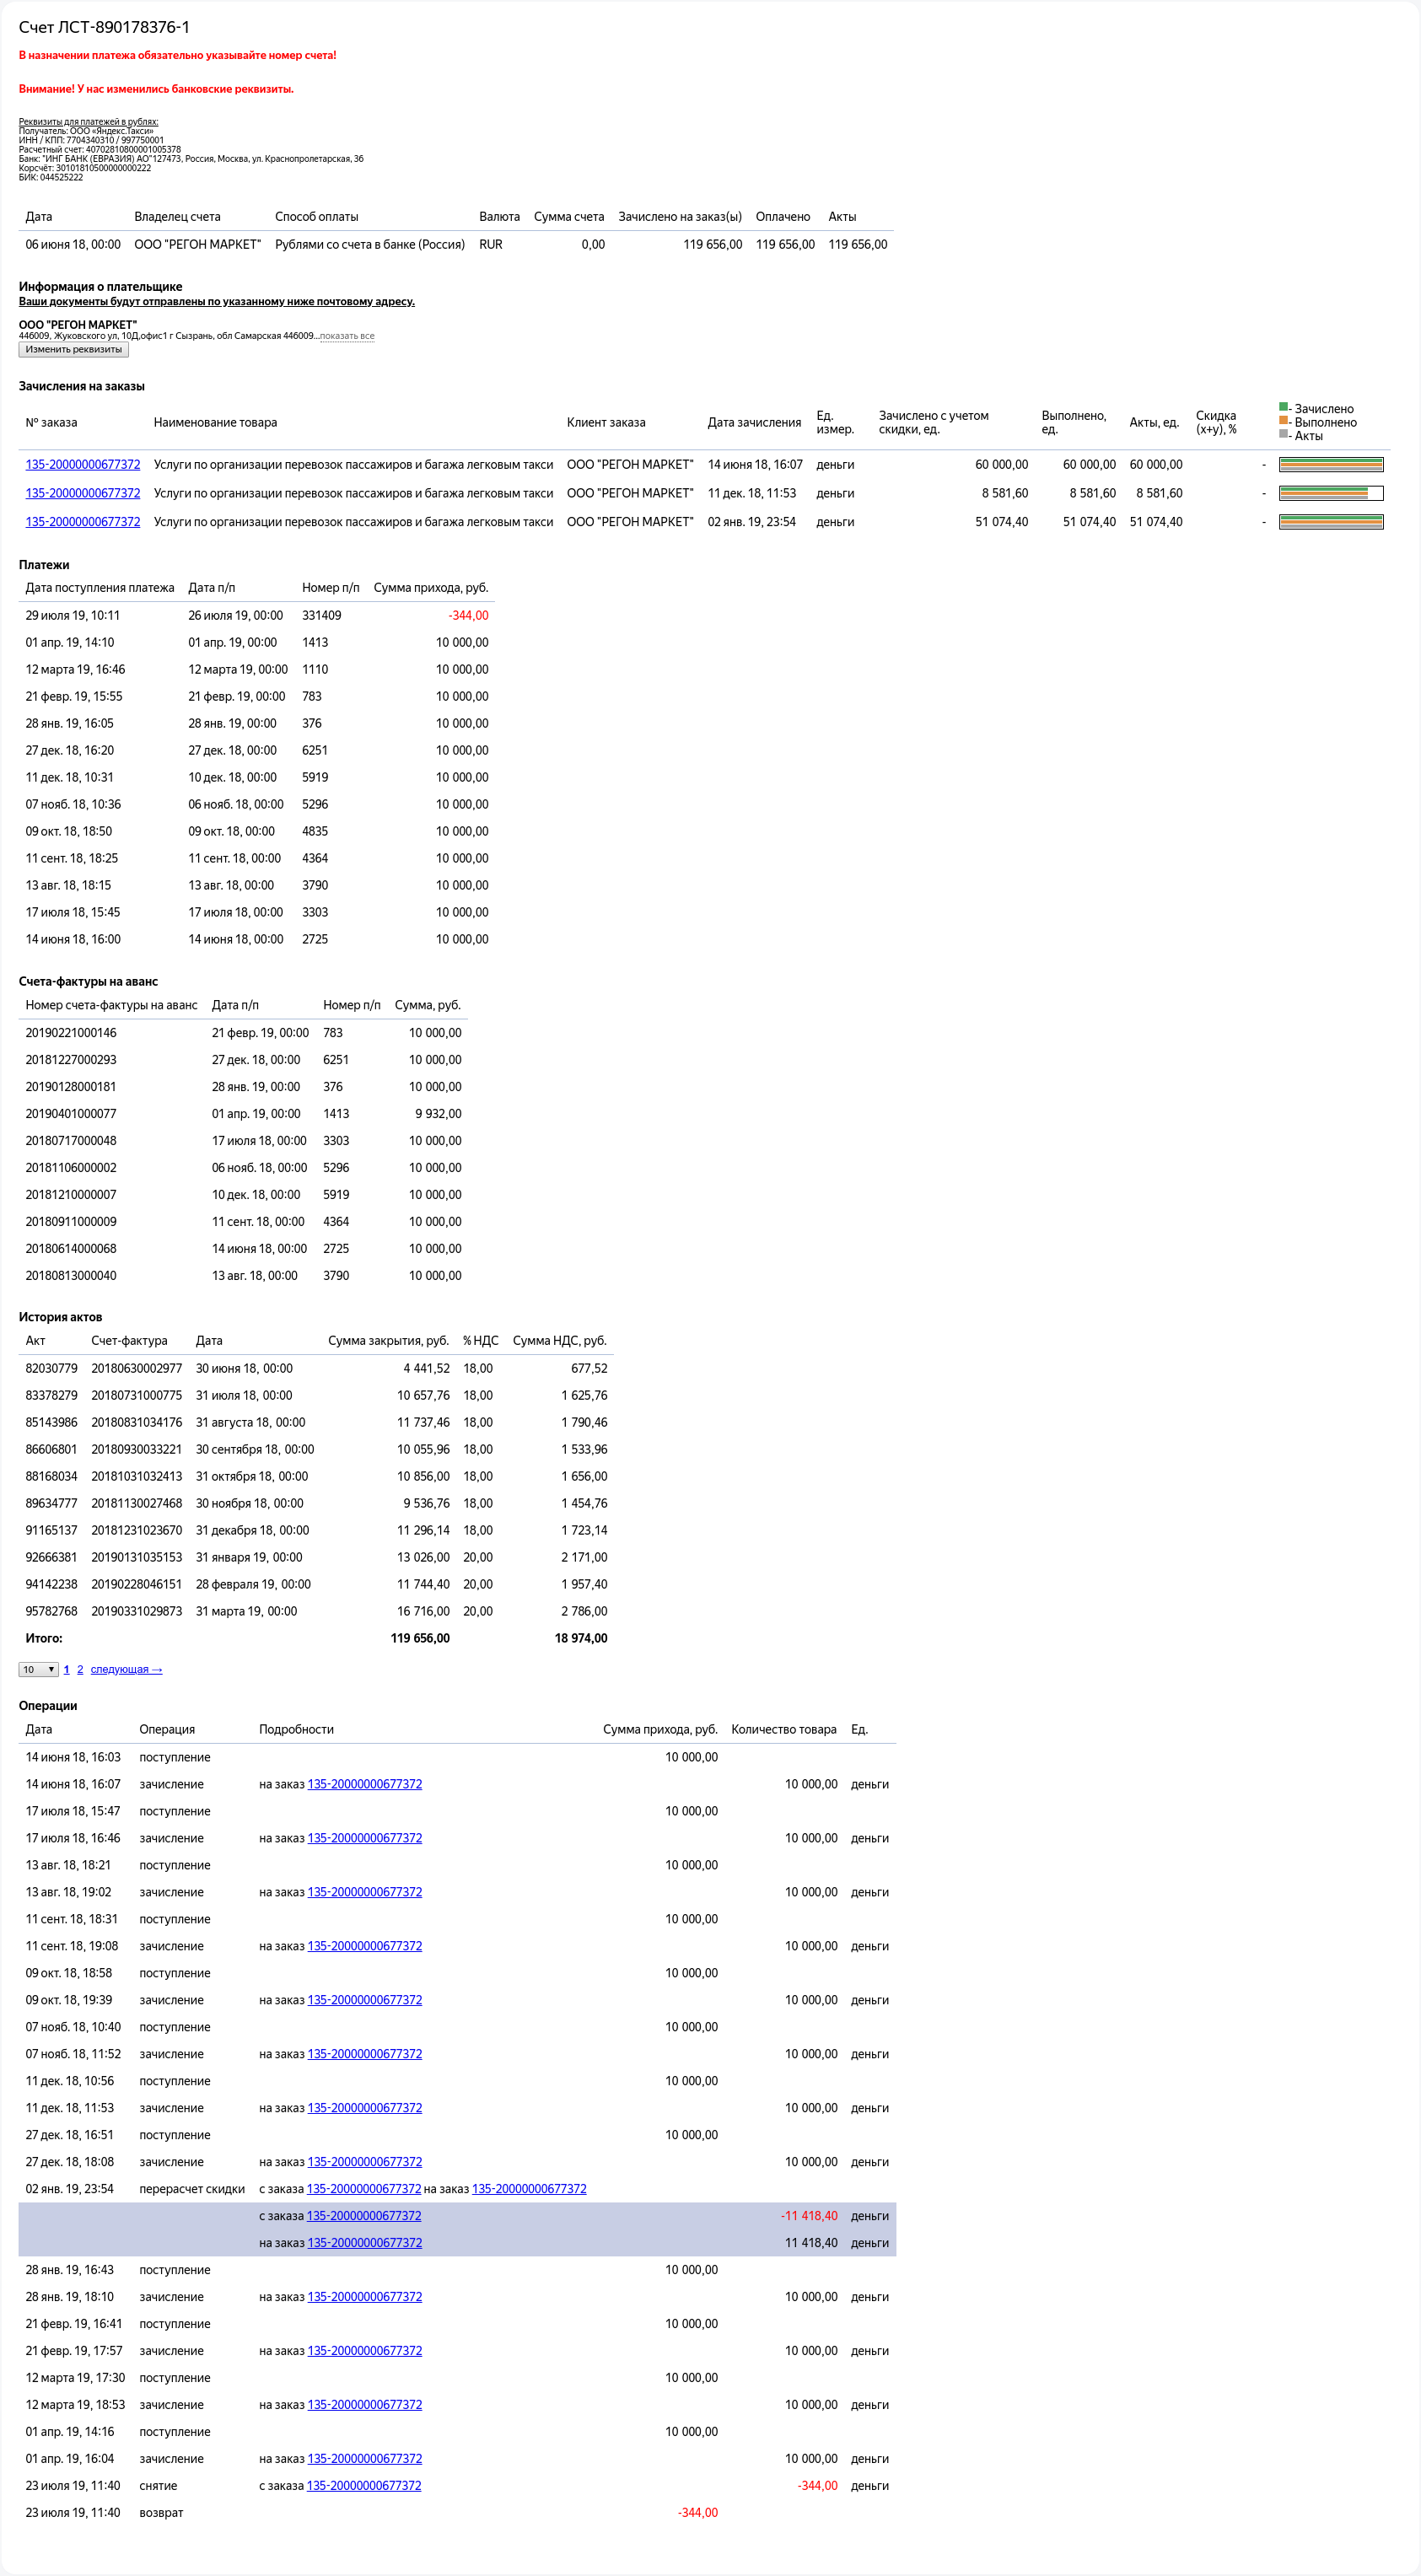 Счет ЛСТ-890178376-1
В назначении платежа обязательно указывайте номер счета!
Внимание! У нас изменились банковские реквизиты.
Реквизиты для платежей в рублях:
Получатель: ООО «Яндекс.Такси»
ИНН / КПП: 7704340310 / 997750001
Расчетный счет: 40702810800001005378
Банк: "ИНГ БАНК (ЕВРАЗИЯ) АО"127473, Россия, Москва, ул. Краснопролетарская, 36
Корсчёт: 30101810500000000222
БИК: 044525222
Дата Владелец счета Способ оплаты Валюта Сумма счета Зачислено на заказ(ы) Оплачено Акты
06 июня 18, 00:00 ООО "РЕГОН МАРКЕТ" Рублями со счета в банке (Россия) RUR 0,00 119 656,00 119 656,00 119 656,00
Информация о плательщике
Ваши документы будут отправлены по указанному ниже почтовому адресу.
ООО "РЕГОН МАРКЕТ"
446009, Жуковского ул, 10Д,офис1 г Сызрань, обл Самарская 446009...показать все
Изменить реквизиты
Зачисления на заказы
№ заказа Наименование товара Клиент заказа Дата зачисления Ед. измер. Зачислено с учетом скидки, ед. Выполнено, ед. Акты, ед. Скидка (x+y), % - Зачислено - Выполнено - Акты
135-20000000677372 Услуги по организации перевозок пассажиров и багажа легковым такси ООО "РЕГОН МАРКЕТ" 14 июня 18, 16:07 деньги 60 000,00 60 000,00 60 000,00 -
135-20000000677372 Услуги по организации перевозок пассажиров и багажа легковым такси ООО "РЕГОН МАРКЕТ" 11 дек. 18, 11:53 деньги 8 581,60 8 581,60 8 581,60 -
135-20000000677372 Услуги по организации перевозок пассажиров и багажа легковым такси ООО "РЕГОН МАРКЕТ" 02 янв. 19, 23:54 деньги 51 074,40 51 074,40 51 074,40 -
Платежи
Дата поступления платежа Дата п/п Номер п/п Сумма прихода, руб.
29 июля 19, 10:11 26 июля 19, 00:00 331409 -344,00
01 апр. 19, 14:10 01 апр. 19, 00:00 1413 10 000,00
12 марта 19, 16:46 12 марта 19, 00:00 1110 10 000,00
21 февр. 19, 15:55 21 февр. 19, 00:00 783 10 000,00
28 янв. 19, 16:05 28 янв. 19, 00:00 376 10 000,00
27 дек. 18, 16:20 27 дек. 18, 00:00 6251 10 000,00
11 дек. 18, 10:31 10 дек. 18, 00:00 5919 10 000,00
07 нояб. 18, 10:36 06 нояб. 18, 00:00 5296 10 000,00
09 окт. 18, 18:50 09 окт. 18, 00:00 4835 10 000,00
11 сент. 18, 18:25 11 сент. 18, 00:00 4364 10 000,00
13 авг. 18, 18:15 13 авг. 18, 00:00 3790 10 000,00
17 июля 18, 15:45 17 июля 18, 00:00 3303 10 000,00
14 июня 18, 16:00 14 июня 18, 00:00 2725 10 000,00
Счета-фактуры на аванс
Номер счета-фактуры на аванс Дата п/п Номер п/п Сумма, руб.
20190221000146 21 февр. 19, 00:00 783 10 000,00
20181227000293 27 дек. 18, 00:00 6251 10 000,00
20190128000181 28 янв. 19, 00:00 376 10 000,00
20190401000077 01 апр. 19, 00:00 1413 9 932,00
20180717000048 17 июля 18, 00:00 3303 10 000,00
20181106000002 06 нояб. 18, 00:00 5296 10 000,00
20181210000007 10 дек. 18, 00:00 5919 10 000,00
20180911000009 11 сент. 18, 00:00 4364 10 000,00
20180614000068 14 июня 18, 00:00 2725 10 000,00
20180813000040 13 авг. 18, 00:00 3790 10 000,00
История актов
Акт Счет-фактура Дата Сумма закрытия, руб. % НДС Сумма НДС, руб.
82030779 20180630002977 30 июня 18, 00:00 4 441,52 18,00 677,52
83378279 20180731000775 31 июля 18, 00:00 10 657,76 18,00 1 625,76
85143986 20180831034176 31 августа 18, 00:00 11 737,46 18,00 1 790,46
86606801 20180930033221 30 сентября 18, 00:00 10 055,96 18,00 1 533,96
88168034 20181031032413 31 октября 18, 00:00 10 856,00 18,00 1 656,00
89634777 20181130027468 30 ноября 18, 00:00 9 536,76 18,00 1 454,76
91165137 20181231023670 31 декабря 18, 00:00 11 296,14 18,00 1 723,14
92666381 20190131035153 31 января 19, 00:00 13 026,00 20,00 2 171,00
94142238 20190228046151 28 февраля 19, 00:00 11 744,40 20,00 1 957,40
95782768 20190331029873 31 марта 19, 00:00 16 716,00 20,00 2 786,00
Итого: 119 656,00 18 974,00
10 ▼ 1 2 следующая →
Операции
Дата Операция Подробности Сумма прихода, руб. Количество товара Ед.
14 июня 18, 16:03 поступление 10 000,00
14 июня 18, 16:07 зачисление на заказ 135-20000000677372 10 000,00 деньги
17 июля 18, 15:47 поступление 10 000,00
17 июля 18, 16:46 зачисление на заказ 135-20000000677372 10 000,00 деньги
13 авг. 18, 18:21 поступление 10 000,00
13 авг. 18, 19:02 зачисление на заказ 135-20000000677372 10 000,00 деньги
11 сент. 18, 18:31 поступление 10 000,00
11 сент. 18, 19:08 зачисление на заказ 135-20000000677372 10 000,00 деньги
09 окт. 18, 18:58 поступление 10 000,00
09 окт. 18, 19:39 зачисление на заказ 135-20000000677372 10 000,00 деньги
07 нояб. 18, 10:40 поступление 10 000,00
07 нояб. 18, 11:52 зачисление на заказ 135-20000000677372 10 000,00 деньги
11 дек. 18, 10:56 поступление 10 000,00
11 дек. 18, 11:53 зачисление на заказ 135-20000000677372 10 000,00 деньги
27 дек. 18, 16:51 поступление 10 000,00
27 дек. 18, 18:08 зачисление на заказ 135-20000000677372 10 000,00 деньги
02 янв. 19, 23:54 перерасчет скидки с заказа 135-20000000677372 на заказ 135-20000000677372
с заказа 135-20000000677372 -11 418,40 деньги
на заказ 135-20000000677372 11 418,40 деньги
28 янв. 19, 16:43 поступление 10 000,00
28 янв. 19, 18:10 зачисление на заказ 135-20000000677372 10 000,00 деньги
21 февр. 19, 16:41 поступление 10 000,00
21 февр. 19, 17:57 зачисление на заказ 135-20000000677372 10 000,00 деньги
12 марта 19, 17:30 поступление 10 000,00
12 марта 19, 18:53 зачисление на заказ 135-20000000677372 10 000,00 деньги
01 апр. 19, 14:16 поступление 10 000,00
01 апр. 19, 16:04 зачисление на заказ 135-20000000677372 10 000,00 деньги
23 июля 19, 11:40 снятие с заказа 135-20000000677372 -344,00 деньги
23 июля 19, 11:40 возврат -344,00